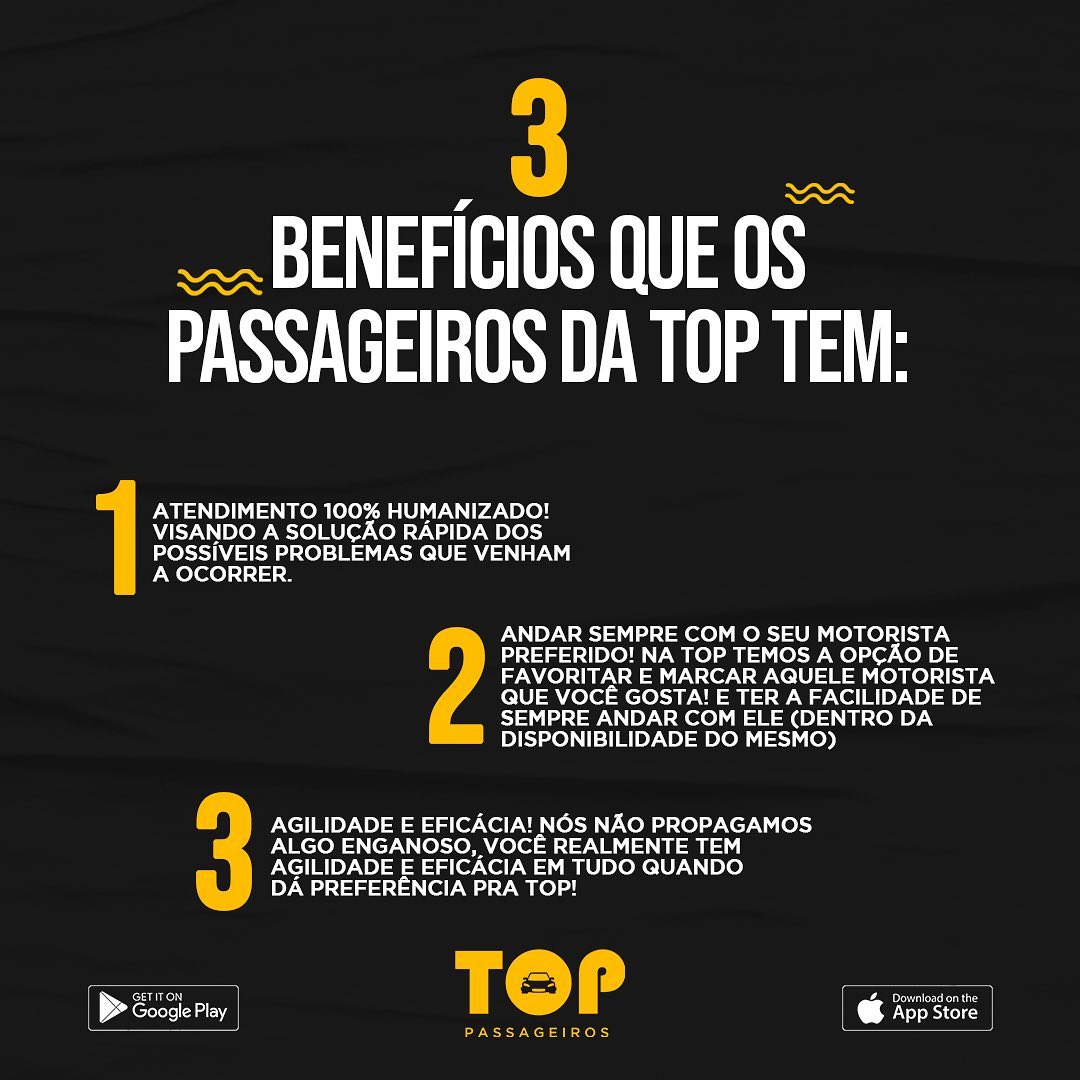 3
BENEFÍCIOS QUE OS
PASSAGEIROS DA TOP TEM:
1
ATENDIMENTO 100% HUMANIZADO!
VISANDO A SOLUÇÃO RÁPIDA DOS
POSSÍVEIS PROBLEMAS QUE VENHAM
A OCORRER.
2
ANDAR SEMPRE COM O SEU MOTORISTA
PREFERIDO! NA TOP TEMOS A OPÇÃO DE
FAVORITAR E MARCAR AQUELE MOTORISTA
QUE VOCÊ GOSTA! E TER A FACILIDADE DE
SEMPRE ANDAR COM ELE (DENTRO DA
DISPONIBILIDADE DO MESMO)
3
AGILIDADE E EFICÁCIA! NÓS NÃO PROPAGAMOS
ALGO ENGANOSO, VOCÊ REALMENTE TEM
AGILIDADE E EFICÁCIA EM TUDO QUANDO
DÁ PREFERÊNCIA PRA TOP!
TOP
PASSAGEIROS
GET IT ON
Google Play
Download on the
App Store